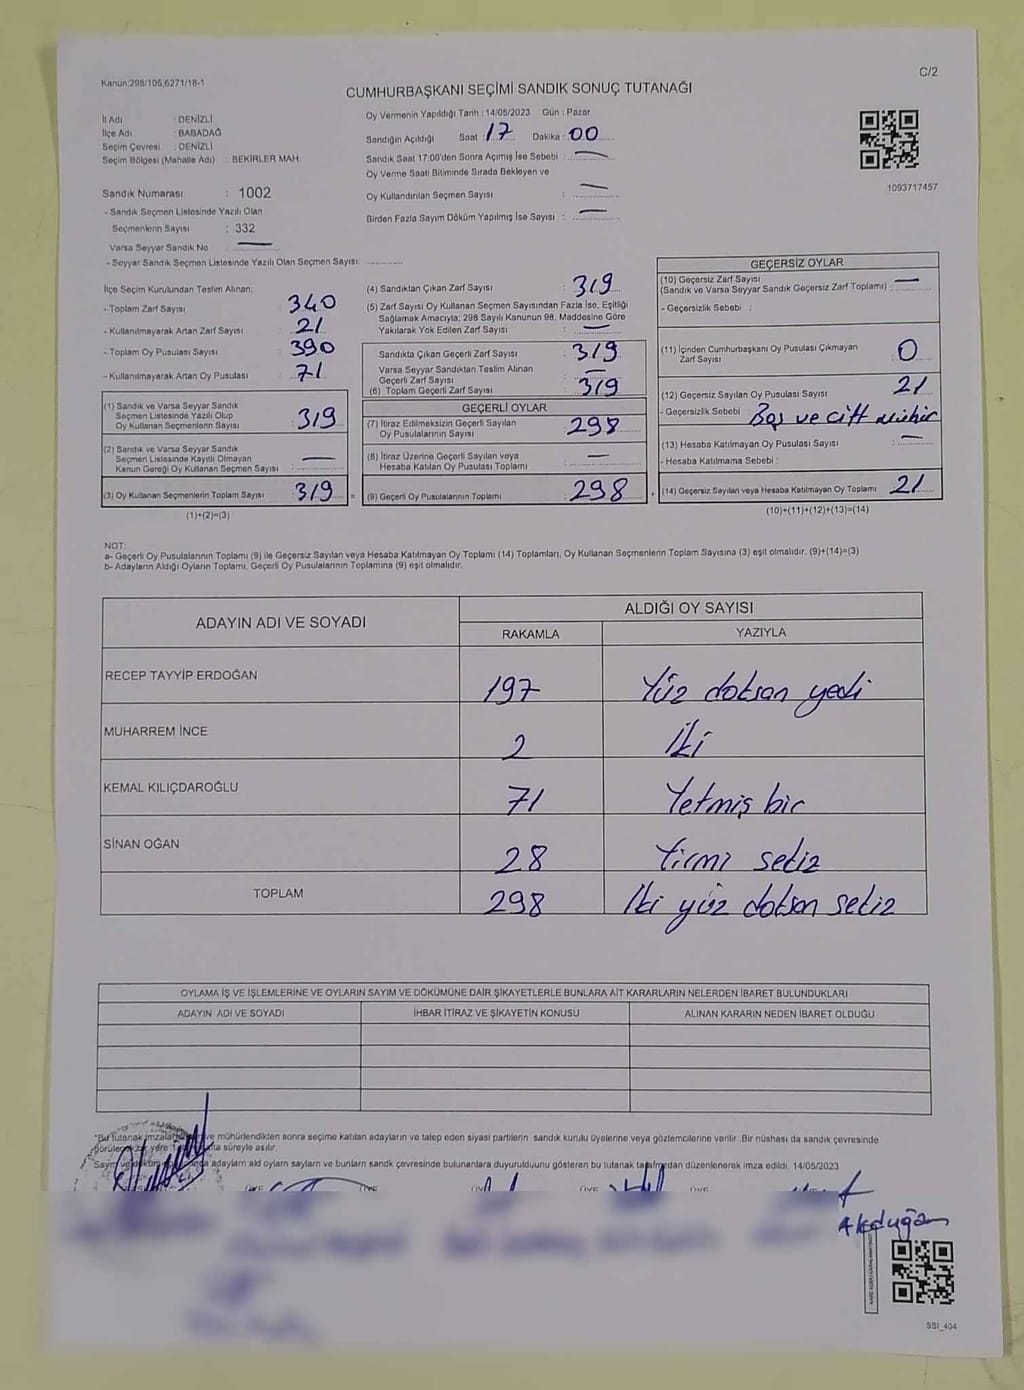 Kanun:298/105;6271/18-1
C/2
CUMHURBAŞKANI SEÇİMİ SANDIK SONUÇ TUTANAĞI
İl Adı : DENİZLİ
İlçe Adı : BABADAĞ
Seçim Çevresi : DENİZLİ
Seçim Bölgesi (Mahalle Adı) : BEKİRLER MAH.
Sandık Numarası : 1002
- Sandık Seçmen Listesinde Yazılı Olan
Seçmenlerin Sayısı : 332
Varsa Seyyar Sandık No —
- Seyyar Sandık Seçmen Listesinde Yazılı Olan Seçmen Sayısı:
Oy Vermenin Yapıldığı Tarih : 14/05/2023 Gün : Pazar
Sandığın Açıldığı Saat : 17 Dakika : 00
Sandık Saat 17:00'den Sonra Açımış İse Sebebi : —
Oy Verme Saati Bitiminde Sırada Bekleyen ve
Oy Kullandırılan Seçmen Sayısı : —
Birden Fazla Sayım Döküm Yapılmış İse Sayısı : —
1093717457
İlçe Seçim Kurulundan Teslim Alınan:
- Toplam Zarf Sayısı : 340
- Kullanılmayarak Artan Zarf Sayısı : 21
- Toplam Oy Pusulası Sayısı : 390
- Kullanılmayarak Artan Oy Pusulası : 71
(1) Sandık ve Varsa Seyyar Sandık
Seçmen Listesinde Yazılı Olup
Oy Kullanan Seçmenlerin Sayısı : 319
(2) Sandık ve Varsa Seyyar Sandık
Seçmen Listesinde Kayıtlı Olmayan
Kanun Gereği Oy Kullanan Seçmen Sayısı : —
(3) Oy Kullanan Seçmenlerin Toplam Sayısı : 319 =
(1)+(2)=(3)
(4) Sandıktan Çıkan Zarf Sayısı : 319
(5) Zarf Sayısı Oy Kullanan Seçmen Sayısından Fazla İse, Eşitliği
Sağlamak Amacıyla; 298 Sayılı Kanunun 98. Maddesine Göre
Yakılarak Yok Edilen Zarf Sayısı : —
Sandıkta Çıkan Geçerli Zarf Sayısı : 319
Varsa Seyyar Sandıktan Teslim Alınan
Geçerli Zarf Sayısı : —
(6) Toplam Geçerli Zarf Sayısı : 319
GEÇERLİ OYLAR
(7) İtiraz Edilmeksizin Geçerli Sayılan
Oy Pusulalarının Sayısı : 298
(8) İtiraz Üzerine Geçerli Sayılan veya
Hesaba Katılan Oy Pusulası Toplamı : —
(9) Geçerli Oy Pusulalarının Toplamı : 298 +
GEÇERSİZ OYLAR
(10) Geçersiz Zarf Sayısı
(Sandık ve Varsa Seyyar Sandık Geçersiz Zarf Toplamı) : —
- Geçersizlik Sebebi :
(11) İçinden Cumhurbaşkanı Oy Pusulası Çıkmayan
Zarf Sayısı : 0
(12) Geçersiz Sayılan Oy Pusulası Sayısı : 21
- Geçersizlik Sebebi : Boş ve Çift mühür
(13) Hesaba Katılmayan Oy Pusulası Sayısı : —
- Hesaba Katılmama Sebebi :
(14) Geçersiz Sayılan veya Hesaba Katılmayan Oy Toplamı : 21
(10)+(11)+(12)+(13)=(14)
NOT:
a- Geçerli Oy Pusulalarının Toplamı (9) ile Geçersiz Sayılan veya Hesaba Katılmayan Oy Toplamı (14) Toplamları, Oy Kullanan Seçmenlerin Toplam Sayısına (3) eşit olmalıdır. (9)+(14)=(3)
b- Adayların Aldığı Oyların Toplamı, Geçerli Oy Pusulalarının Toplamına (9) eşit olmalıdır.
ADAYIN ADI VE SOYADI
ALDIĞI OY SAYISI
RAKAMLA YAZIYLA
RECEP TAYYİP ERDOĞAN 197 Yüz doksan yedi
MUHARREM İNCE 2 İki
KEMAL KILIÇDAROĞLU 71 Yetmiş bir
SİNAN OĞAN 28 Yirmi sekiz
TOPLAM 298 İki yüz doksan sekiz
OYLAMA İŞ VE İŞLEMLERİNE VE OYLARIN SAYIM VE DÖKÜMÜNE DAİR ŞİKAYETLERLE BUNLARA AİT KARARLARIN NELERDEN İBARET BULUNDUKLARI
ADAYIN ADI VE SOYADI İHBAR İTİRAZ VE ŞİKAYETİN KONUSU ALINAN KARARIN NEDEN İBARET OLDUĞU
"Bu tutanak imzalanıp ve mühürlendikten sonra seçime katılan adayların ve talep eden siyasi partilerin sandık kurulu üyelerine veya gözlemcilerine verilir .Bir nüshası da sandık çevresinde
görülecek bir yere süreyle asılır.
Sayım ve adayların ald oyların sayların ve bunların sandk çevresinde bulunanlara duyurulduunu gösteren bu tutanak tarafmzdan düzenlenerek imza edildi. 14/05/2023
ÜYE ÜYE ÜYE ÜYE
Akduğan
SSI_404